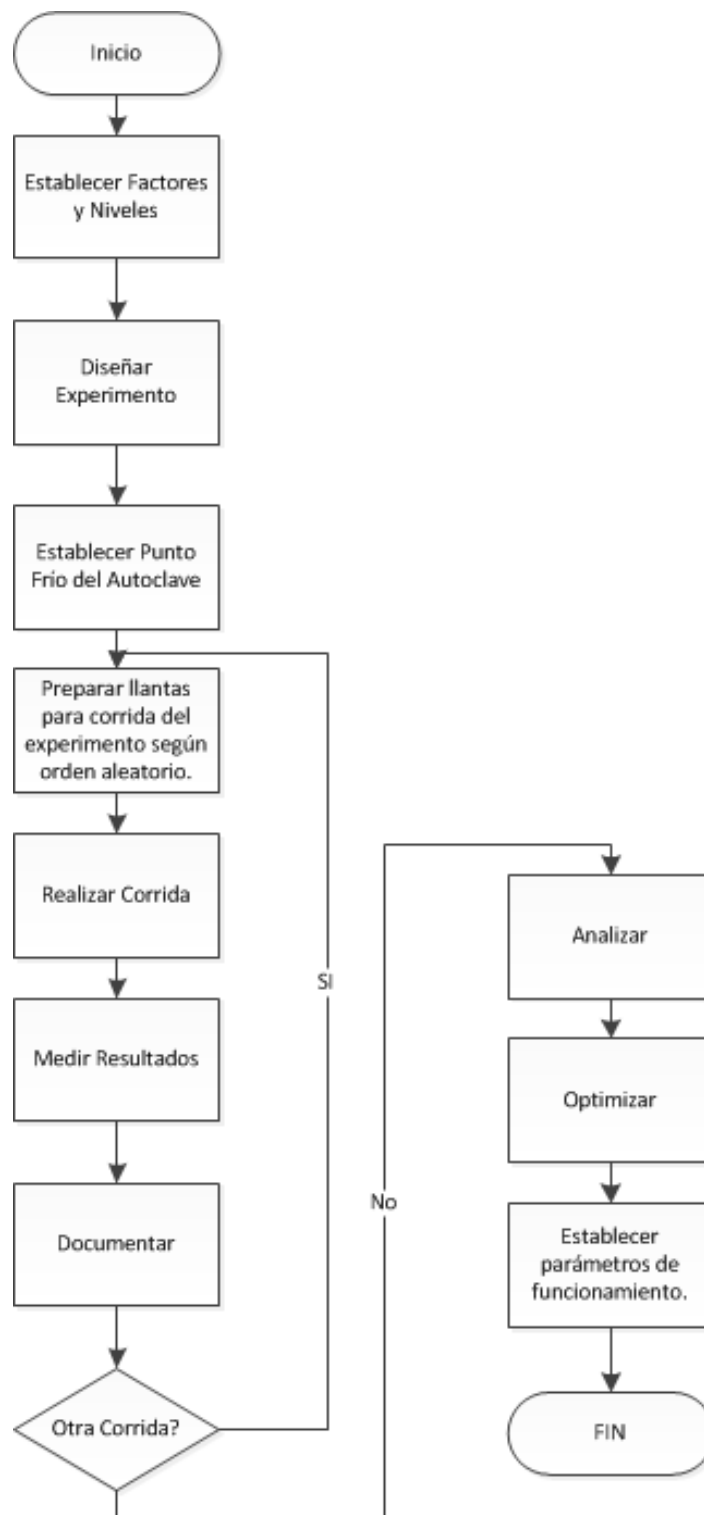 Inicio
Establecer Factores
y Niveles
Diseñar
Experimento
Establecer Punto
Frío del Autoclave
Preparar llantas
para corrida del
experimento según
orden aleatorio.
Realizar Corrida
Medir Resultados
Documentar
Otra Corrida?
Si
No
Analizar
Optimizar
Establecer
parámetros de
funcionamiento.
FIN